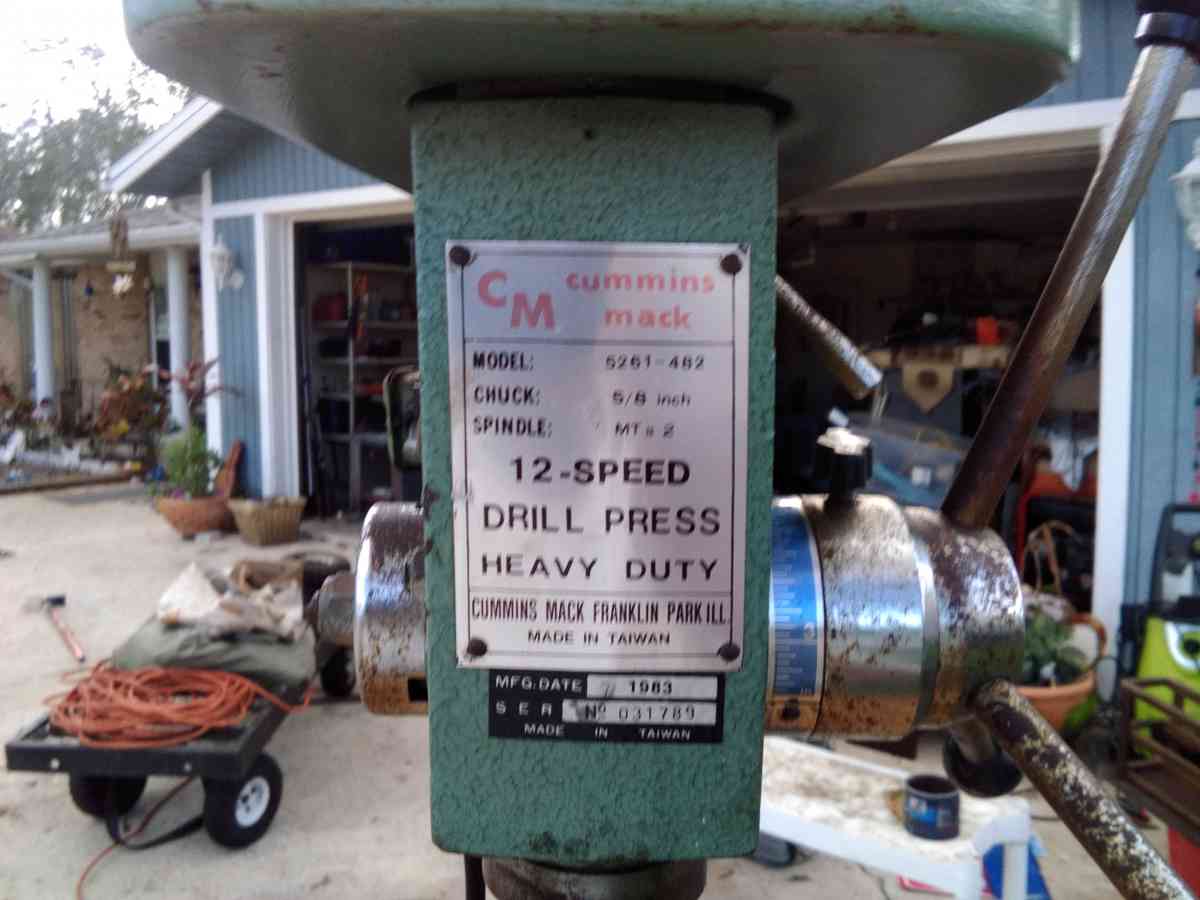 CM cummins
mack
MODEL: 5261-462
CHUCK: 5/8 inch
SPINDLE: MT # 2
12-SPEED
DRILL PRESS
HEAVY DUTY
CUMMINS MACK FRANKLIN PARK ILL.
MADE IN TAIWAN
MFG. DATE 1983
SER Nº 031789
MADE IN TAIWAN